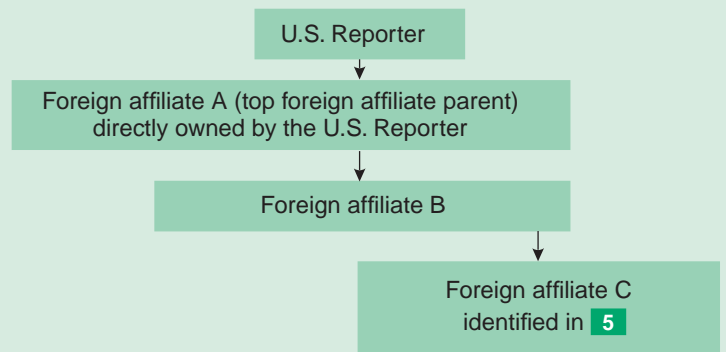 U.S. Reporter
Foreign affiliate A (top foreign affiliate parent)
directly owned by the U.S. Reporter
Foreign affiliate B
Foreign affiliate C
identified in 5